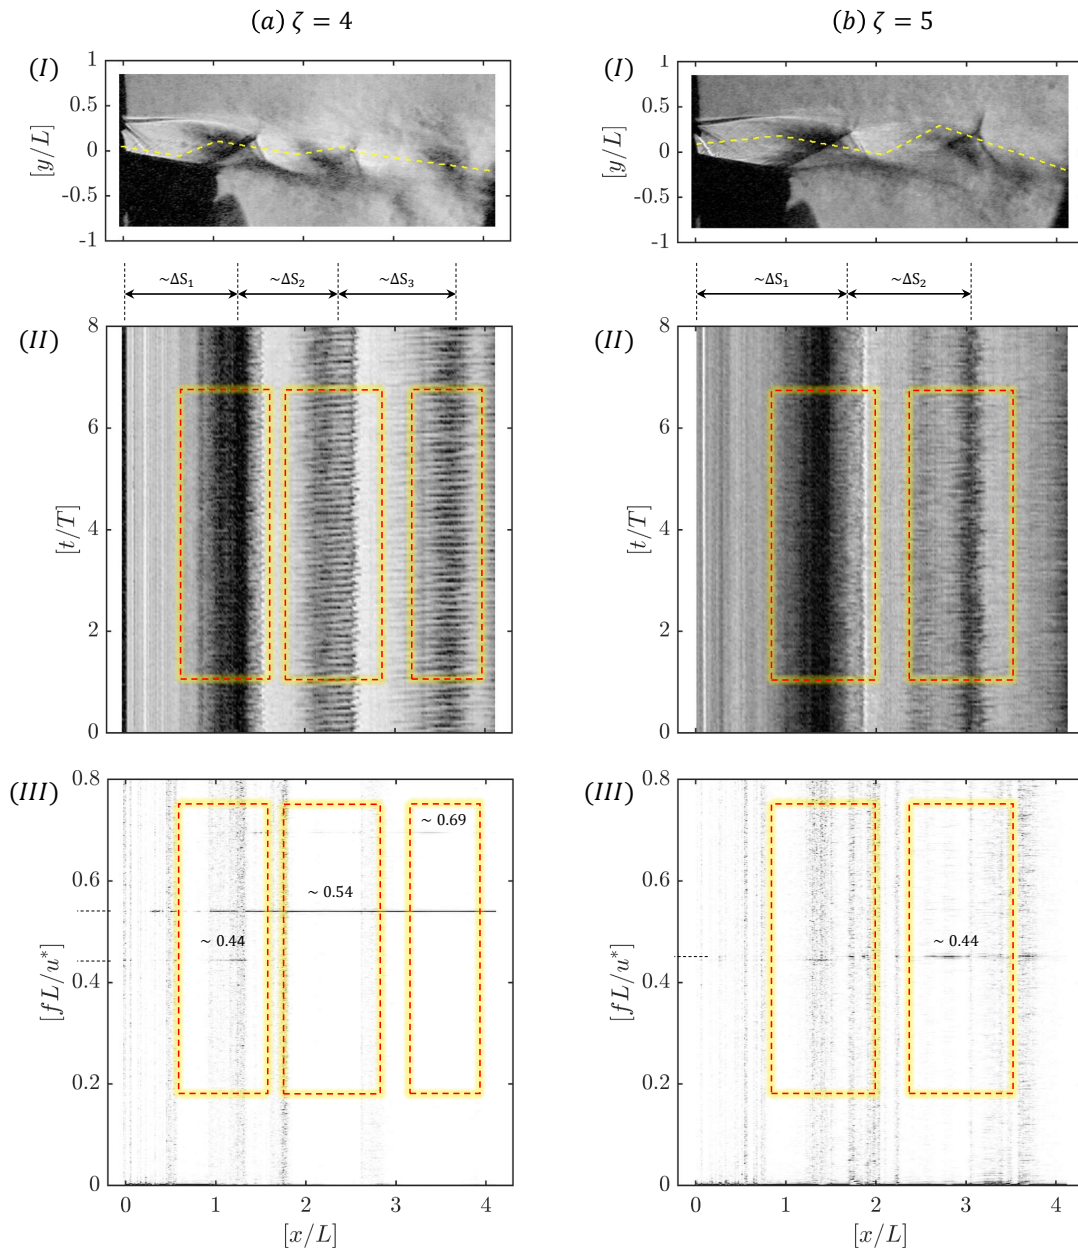 (a) ζ = 4
(b) ζ = 5
(I)
1
0.5
0
-0.5
-1
[y/L]
(I)
1
0.5
0
-0.5
-1
[y/L]
~ΔS₁
~ΔS₂
~ΔS₃
~ΔS₁
~ΔS₂
(II)
8
6
4
2
0
[t/T]
(II)
8
6
4
2
0
[t/T]
(III)
0.8
0.6
0.4
0.2
0
[fL/u*]
~ 0.69
~ 0.54
~ 0.44
0 1 2 3 4
[x/L]
(III)
0.8
0.6
0.4
0.2
0
[fL/u*]
~ 0.44
0 1 2 3 4
[x/L]